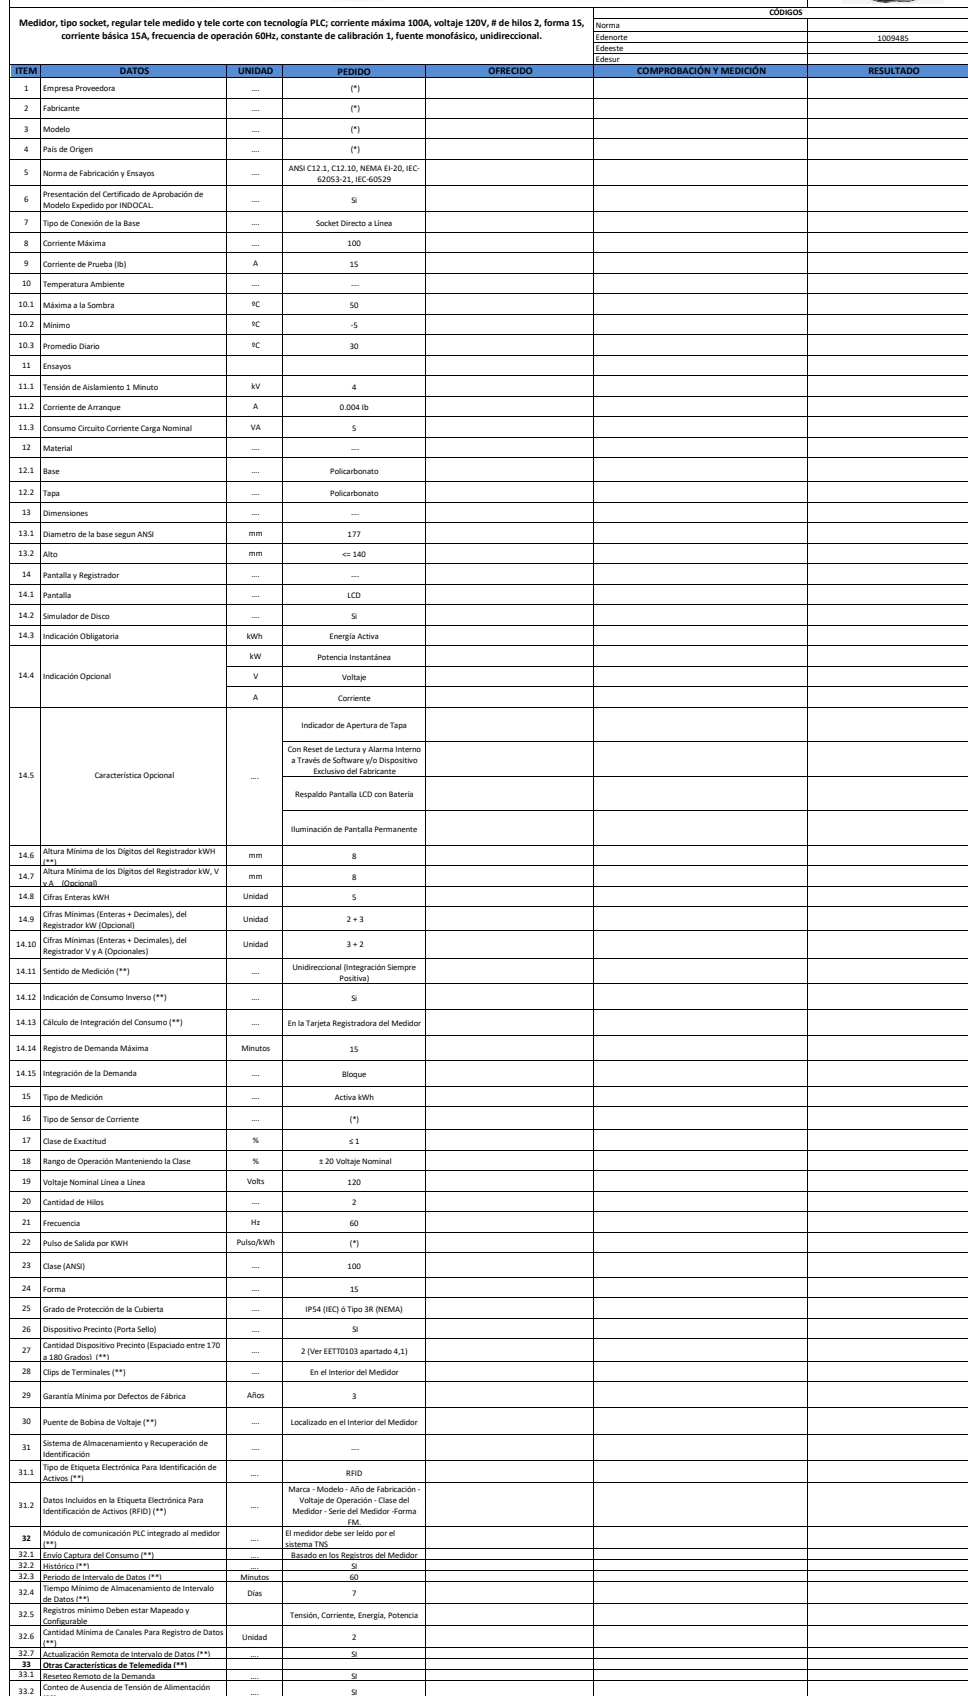 CÓDIGOS
Medidor, tipo socket, regular tele medido y tele corte con tecnología PLC; corriente máxima 100A, voltaje 120V, # de hilos 2, forma 1S,
corriente básica 15A, frecuencia de operación 60Hz, constante de calibración 1, fuente monofásico, unidireccional.
Norma
Edenorte 1009485
Edeeste
Edesur
ITEM DATOS UNIDAD PEDIDO OFRECIDO COMPROBACIÓN Y MEDICIÓN RESULTADO
1 Empresa Proveedora .... (*)
2 Fabricante .... (*)
3 Modelo .... (*)
4 País de Origen .... (*)
5 Norma de Fabricación y Ensayos .... ANSI C12.1, C12.10, NEMA EI-20, IEC-
62053-21, IEC-60529
6 Presentación del Certificado de Aprobación de
Modelo Expedido por INDOCAL. .... Si
7 Tipo de Conexión de la Base .... Socket Directo a Línea
8 Corriente Máxima .... 100
9 Corriente de Prueba (Ib) A 15
10 Temperatura Ambiente .... ....
10.1 Máxima a la Sombra ºC 50
10.2 Mínimo ºC -5
10.3 Promedio Diario ºC 30
11 Ensayos
11.1 Tensión de Aislamiento 1 Minuto kV 4
11.2 Corriente de Arranque A 0.004 Ib
11.3 Consumo Circuito Corriente Carga Nominal VA 5
12 Material .... ....
12.1 Base .... Policarbonato
12.2 Tapa .... Policarbonato
13 Dimensiones .... ....
13.1 Diametro de la base segun ANSI mm 177
13.2 Alto mm <= 140
14 Pantalla y Registrador .... ....
14.1 Pantalla .... LCD
14.2 Simulador de Disco .... Si
14.3 Indicación Obligatoria kWh Energía Activa
14.4 Indicación Opcional kW Potencia Instantánea
V Voltaje
A Corriente
14.5 Característica Opcional .... Indicador de Apertura de Tapa
Con Reset de Lectura y Alarma Interno
a Través de Software y/o Dispositivo
Exclusivo del Fabricante
Respaldo Pantalla LCD con Batería
Iluminación de Pantalla Permanente
14.6 Altura Mínima de los Dígitos del Registrador kWH
(**) mm 8
14.7 Altura Mínima de los Dígitos del Registrador kW, V
y A (Opcional) mm 8
14.8 Cifras Enteras kWH Unidad 5
14.9 Cifras Mínimas (Enteras + Decimales), del
Registrador kW (Opcional) Unidad 2 + 3
14.10 Cifras Mínimas (Enteras + Decimales), del
Registrador V y A (Opcionales) Unidad 3 + 2
14.11 Sentido de Medición (**) .... Unidireccional (Integración Siempre
Positiva)
14.12 Indicación de Consumo Inverso (**) .... Si
14.13 Cálculo de Integración del Consumo (**) .... En la Tarjeta Registradora del Medidor
14.14 Registro de Demanda Máxima Minutos 15
14.15 Integración de la Demanda .... Bloque
15 Tipo de Medición .... Activa kWh
16 Tipo de Sensor de Corriente .... (*)
17 Clase de Exactitud % ≤ 1
18 Rango de Operación Manteniendo la Clase % ± 20 Voltaje Nominal
19 Voltaje Nominal Línea a Línea Volts 120
20 Cantidad de Hilos .... 2
21 Frecuencia Hz 60
22 Pulso de Salida por KWH Pulso/kWh (*)
23 Clase (ANSI) .... 100
24 Forma .... 1S
25 Grado de Protección de la Cubierta .... IP54 (IEC) ó Tipo 3R (NEMA)
26 Dispositivo Precinto (Porta Sello) .... SI
27 Cantidad Dispositivo Precinto (Espaciado entre 170
a 180 Grados) (**) .... 2 (Ver EETT0103 apartado 4,1)
28 Clips de Terminales (**) .... En el Interior del Medidor
29 Garantía Mínima por Defectos de Fábrica Años 3
30 Puente de Bobina de Voltaje (**) .... Localizado en el Interior del Medidor
31 Sistema de Almacenamiento y Recuperación de
Identificación .... ....
31.1 Tipo de Etiqueta Electrónica Para Identificación de
Activos (**) .... RFID
31.2 Datos Incluidos en la Etiqueta Electrónica Para
Identificación de Activos (RFID) (**) .... Marca - Modelo - Año de Fabricación -
Voltaje de Operación - Clase del
Medidor - Serie del Medidor -Forma
FM.
32 Módulo de comunicación PLC integrado al medidor
(**) .... El medidor debe ser leído por el
sistema TNS
32.1 Envío Captura del Consumo (**) .... Basado en los Registros del Medidor
32.2 Histórico (**) .... SI
32.3 Periodo de Intervalo de Datos (**) Minutos 60
32.4 Tiempo Mínimo de Almacenamiento de Intervalo
de Datos (**) Días 7
32.5 Registros mínimo Deben estar Mapeado y
Configurable Tensión, Corriente, Energía, Potencia
32.6 Cantidad Mínima de Canales Para Registro de Datos
(**) Unidad 2
32.7 Actualización Remota de Intervalo de Datos (**) .... SI
33 Otras Características de Telemedida (**)
33.1 Reseteo Remoto de la Demanda .... SI
33.2 Conteo de Ausencia de Tensión de Alimentación
.... SI